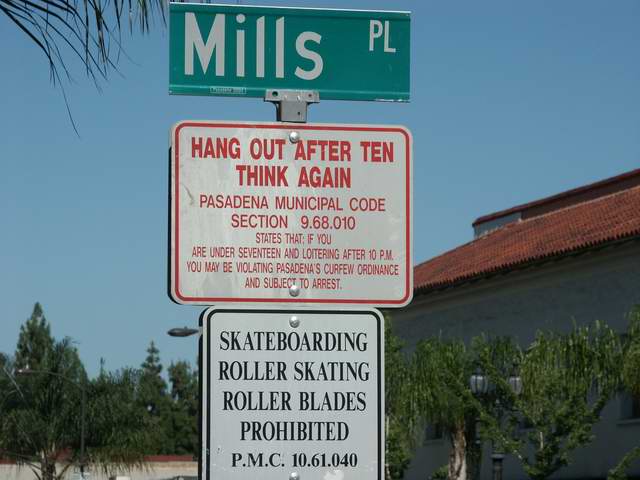 Mills PL
HANG OUT AFTER TEN
THINK AGAIN
PASADENA MUNICIPAL CODE
SECTION 9.68.010
STATES THAT: IF YOU
ARE UNDER SEVENTEEN AND LOITERING AFTER 10 P.M.
YOU MAY BE VIOLATING PASADENA'S CURFEW ORDINANCE
AND SUBJECT TO ARREST.
SKATEBOARDING
ROLLER SKATING
ROLLER BLADES
PROHIBITED
P.M.C. 10.61.040